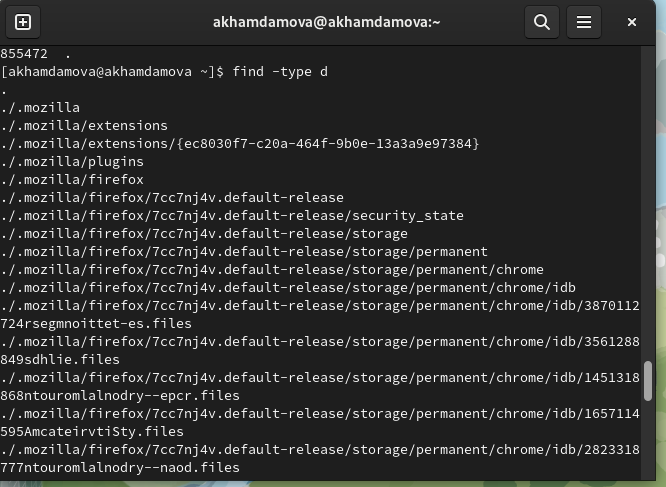 akhamdamova@akhamdamova:~
855472  .
[akhamdamova@akhamdamova ~]$ find -type d
.
./.mozilla
./.mozilla/extensions
./.mozilla/extensions/{ec8030f7-c20a-464f-9b0e-13a3a9e97384}
./.mozilla/plugins
./.mozilla/firefox
./.mozilla/firefox/7cc7nj4v.default-release
./.mozilla/firefox/7cc7nj4v.default-release/security_state
./.mozilla/firefox/7cc7nj4v.default-release/storage
./.mozilla/firefox/7cc7nj4v.default-release/storage/permanent
./.mozilla/firefox/7cc7nj4v.default-release/storage/permanent/chrome
./.mozilla/firefox/7cc7nj4v.default-release/storage/permanent/chrome/idb
./.mozilla/firefox/7cc7nj4v.default-release/storage/permanent/chrome/idb/3870112
724rsegmnoittet-es.files
./.mozilla/firefox/7cc7nj4v.default-release/storage/permanent/chrome/idb/3561288
849sdhlie.files
./.mozilla/firefox/7cc7nj4v.default-release/storage/permanent/chrome/idb/1451318
868ntouromlalnodry--epcr.files
./.mozilla/firefox/7cc7nj4v.default-release/storage/permanent/chrome/idb/1657114
595AmcateirvtiSty.files
./.mozilla/firefox/7cc7nj4v.default-release/storage/permanent/chrome/idb/2823318
777ntouromlalnodry--naod.files